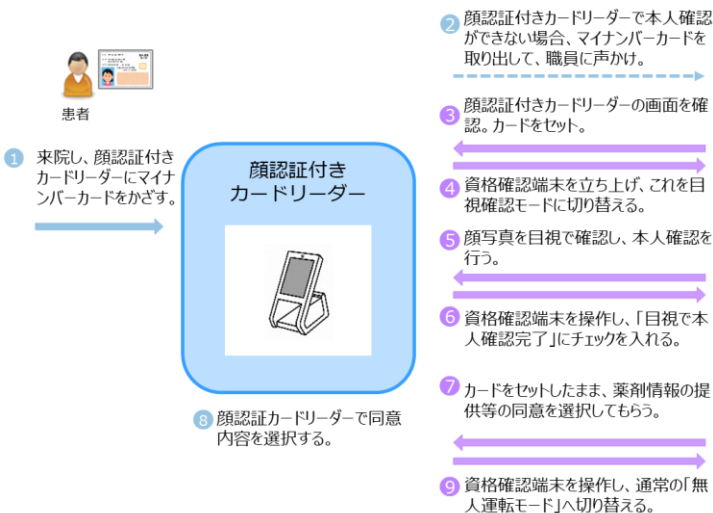 患者
1 来院し、顔認証付き
カードリーダーにマイナ
ンバーカードをかざす。
顔認証付き
カードリーダー
2 顔認証付きカードリーダーで本人確認
ができない場合、マイナンバーカードを
取り出して、職員に声かけ。
3 顔認証付きカードリーダーの画面を確
認。カードをセット。
4 資格確認端末を立ち上げ、これを目
視確認モードに切り替える。
5 顔写真を目視で確認し、本人確認を
行う。
6 資格確認端末を操作し、「目視で本
人確認完了」にチェックを入れる。
7 カードをセットしたまま、薬剤情報の提
供等の同意を選択してもらう。
8 顔認証カードリーダーで同意
内容を選択する。
9 資格確認端末を操作し、通常の「無
人運転モード」へ切り替える。